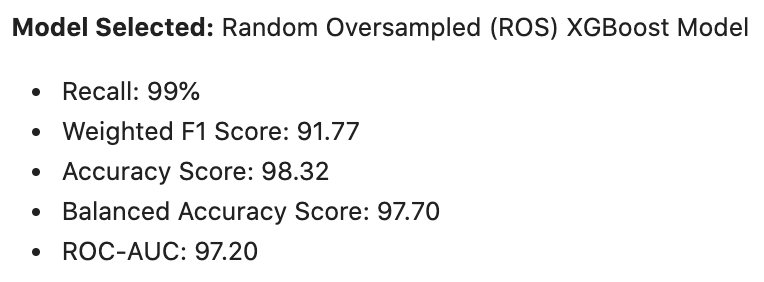 Model Selected: Random Oversampled (ROS) XGBoost Model
• Recall: 99%
• Weighted F1 Score: 91.77
• Accuracy Score: 98.32
• Balanced Accuracy Score: 97.70
• ROC-AUC: 97.20